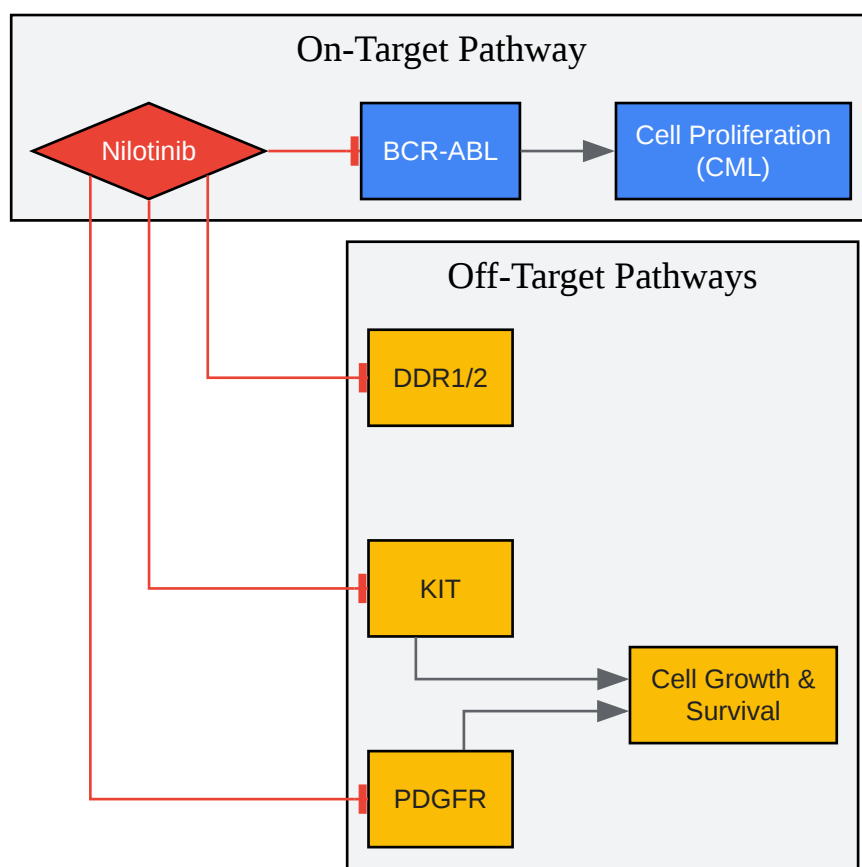 On-Target Pathway
Nilotinib
BCR-ABL
Cell Proliferation
(CML)
Off-Target Pathways
DDR1/2
KIT
Cell Growth &
Survival
PDGFR